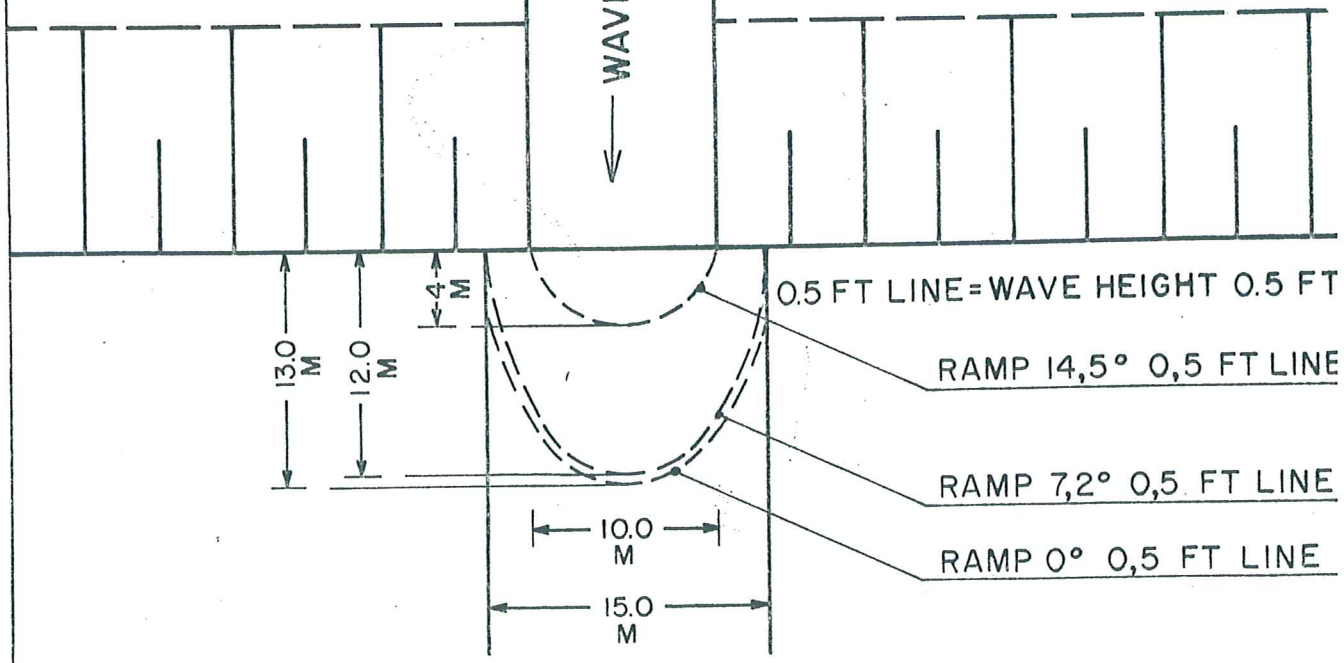 WAVE
0.5 FT LINE=WAVE HEIGHT 0.5 FT
4
M
13.0
M
12.0
M
RAMP 14,5° 0,5 FT LINE
RAMP 7,2° 0,5 FT LINE
RAMP 0° 0,5 FT LINE
10.0
M
15.0
M